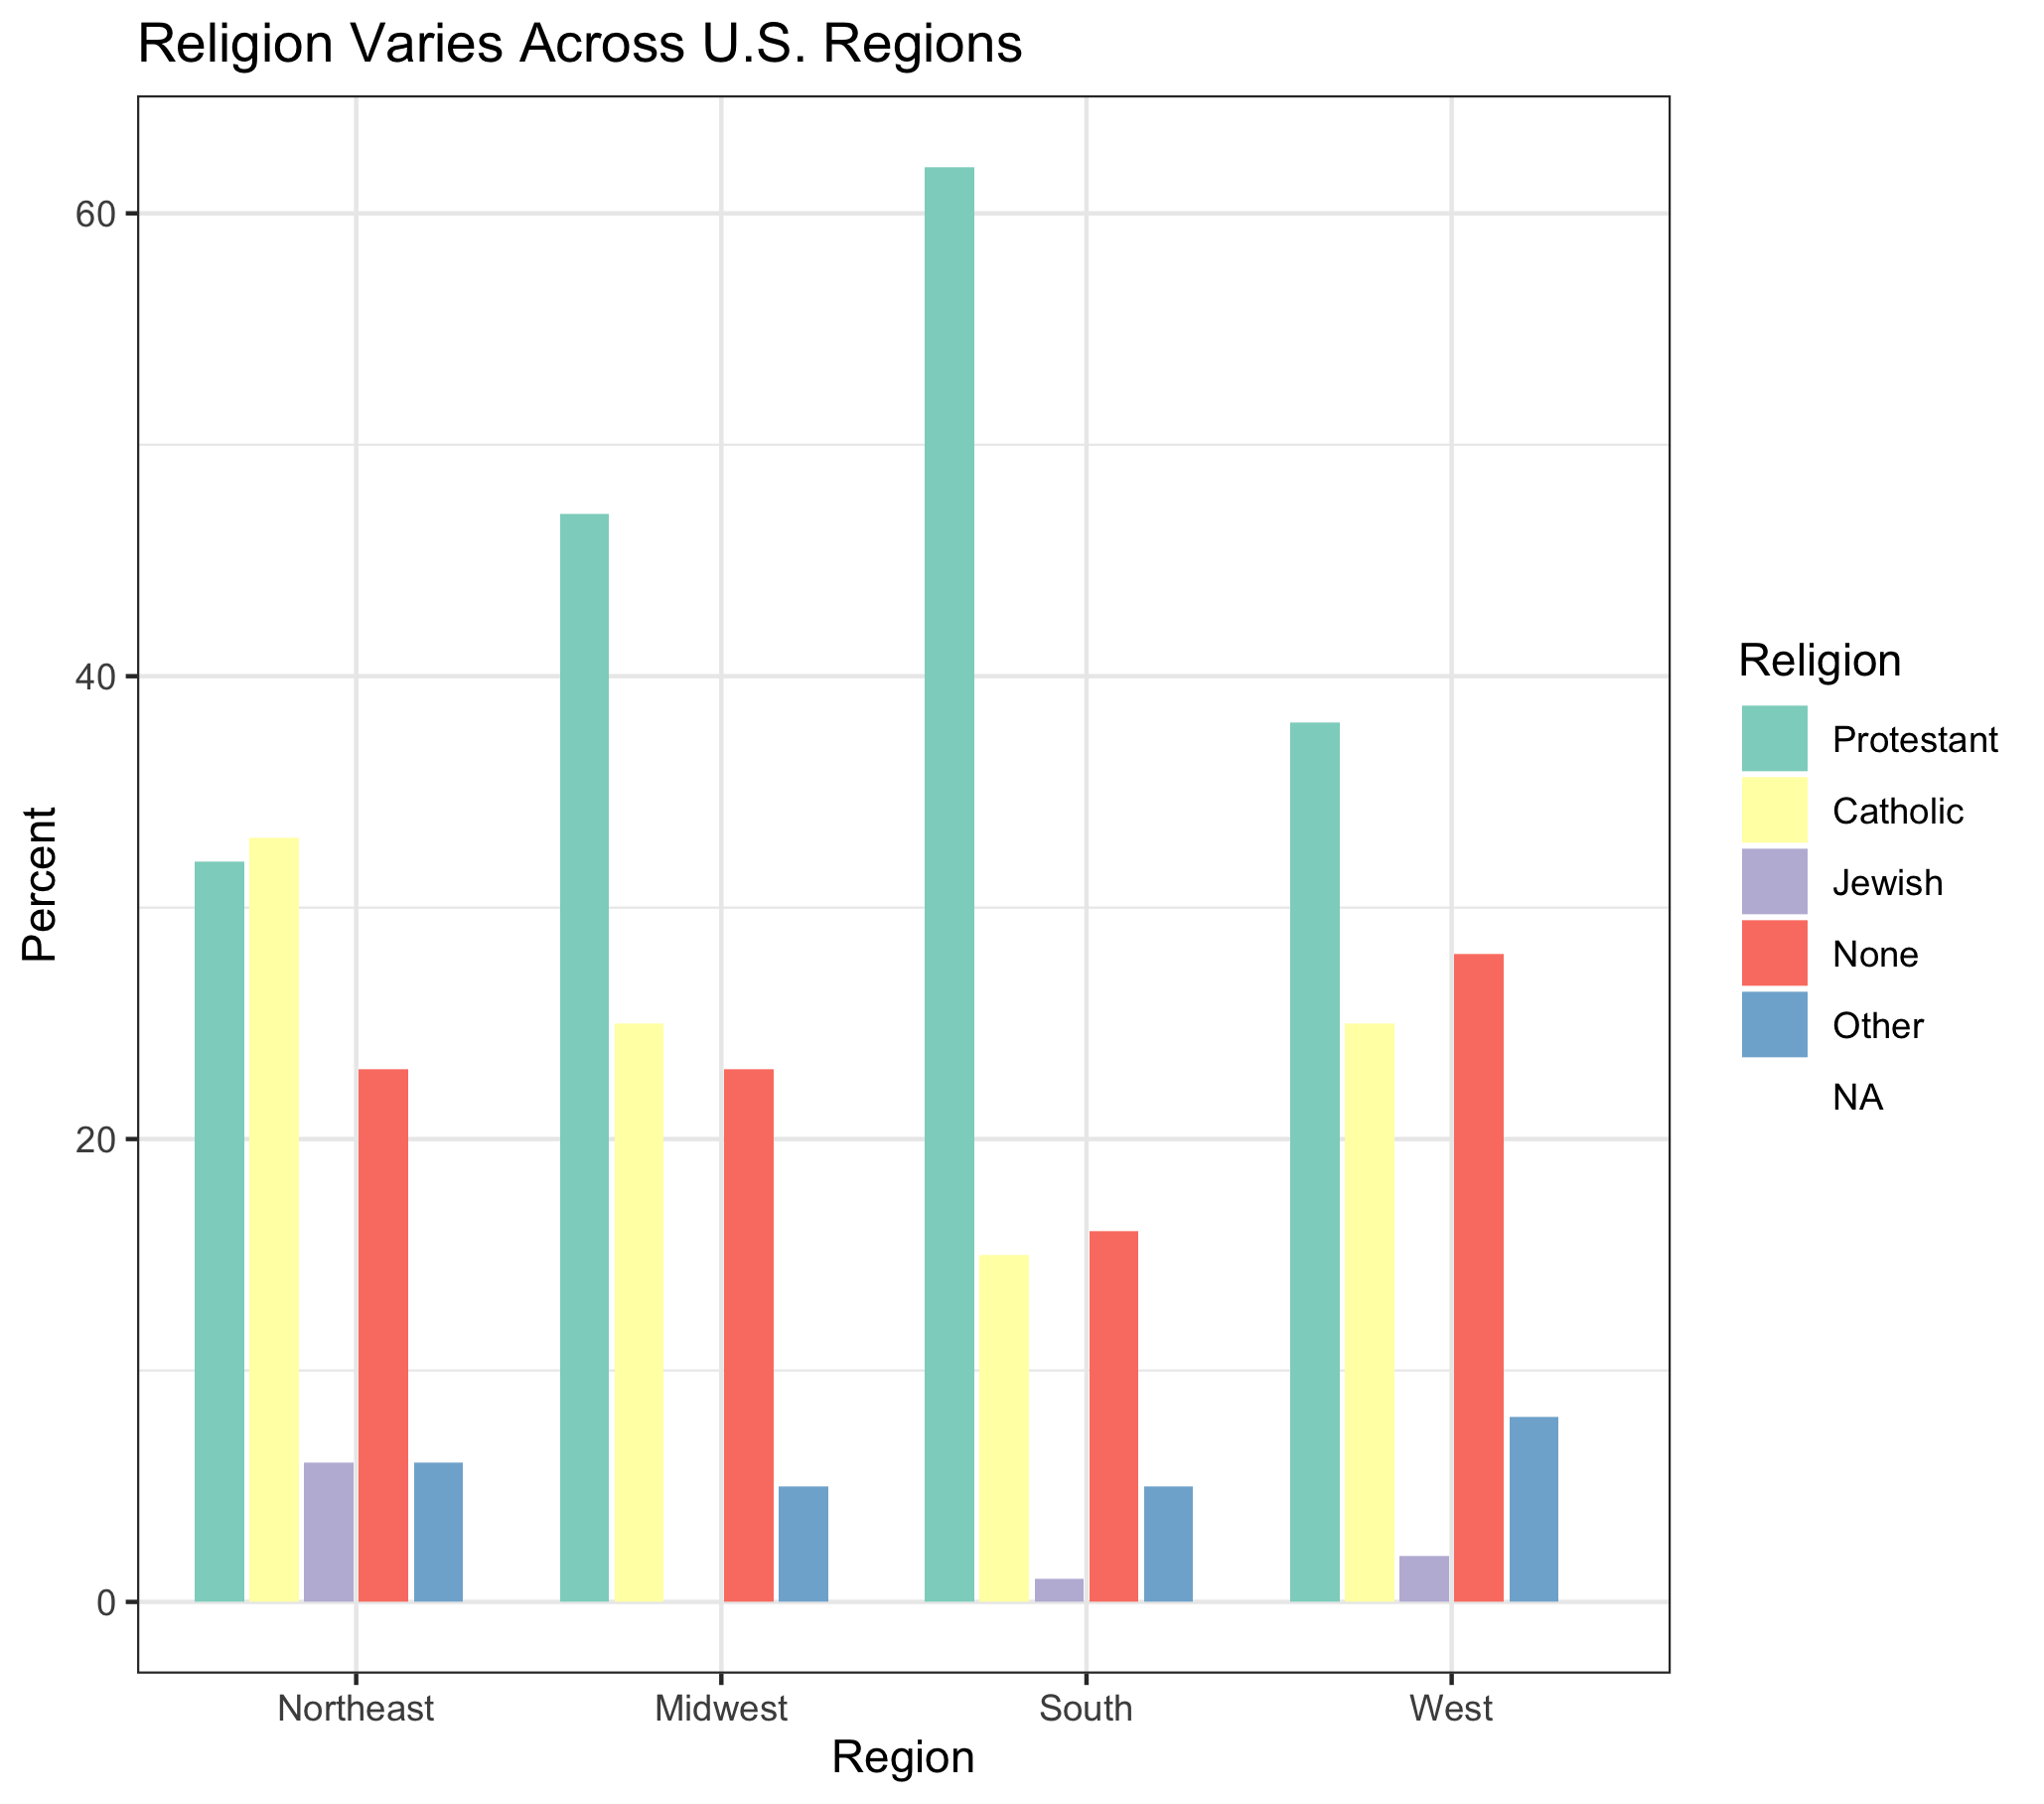 Religion Varies Across U.S. Regions
60
40
20
0
Percent
Northeast
Midwest
South
West
Region
Religion
Protestant
Catholic
Jewish
None
Other
NA